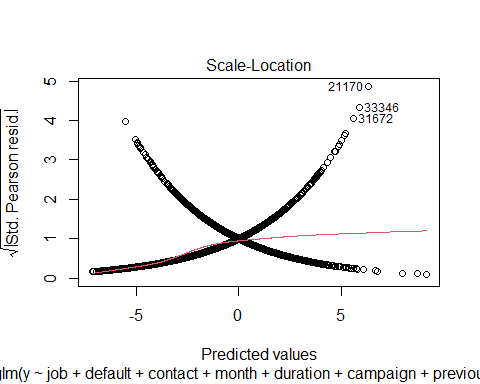 Scale-Location
√|Std. Pearson resid.|
5
4
3
2
1
0
21170
33346
31672
-5 0 5
Predicted values
glm(y ~ job + default + contact + month + duration + campaign + previou